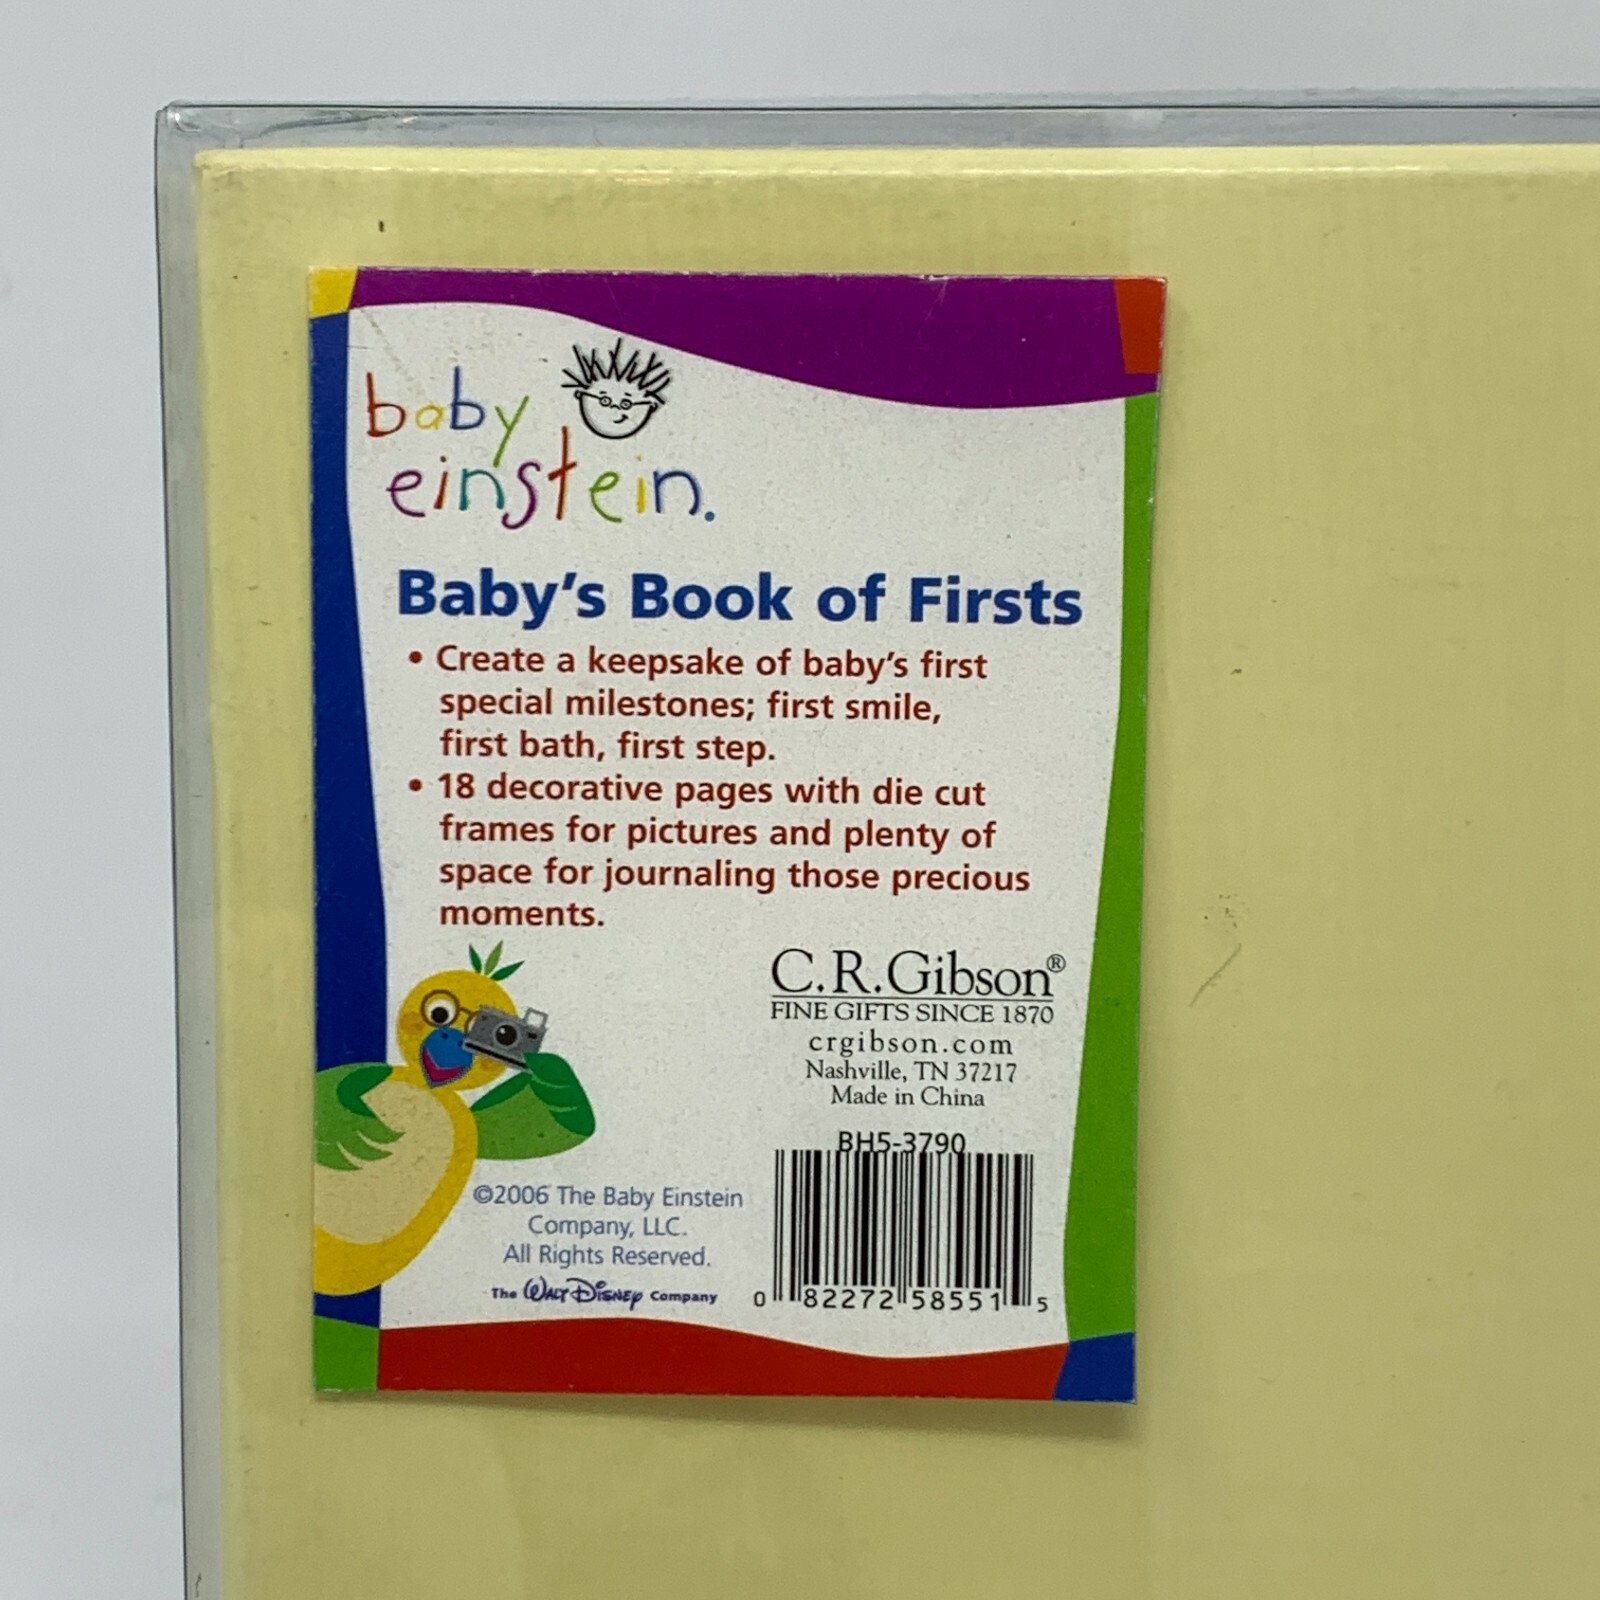 baby
einstein.
Baby's Book of Firsts
• Create a keepsake of baby's first
special milestones; first smile,
first bath, first step.
• 18 decorative pages with die cut
frames for pictures and plenty of
space for journaling those precious
moments.
C.R.Gibson®
FINE GIFTS SINCE 1870
crgibson.com
Nashville, TN 37217
Made in China
BH5-3790
©2006 The Baby Einstein
Company, LLC.
All Rights Reserved.
The WALT DISNEY Company
0 82272 58551 5